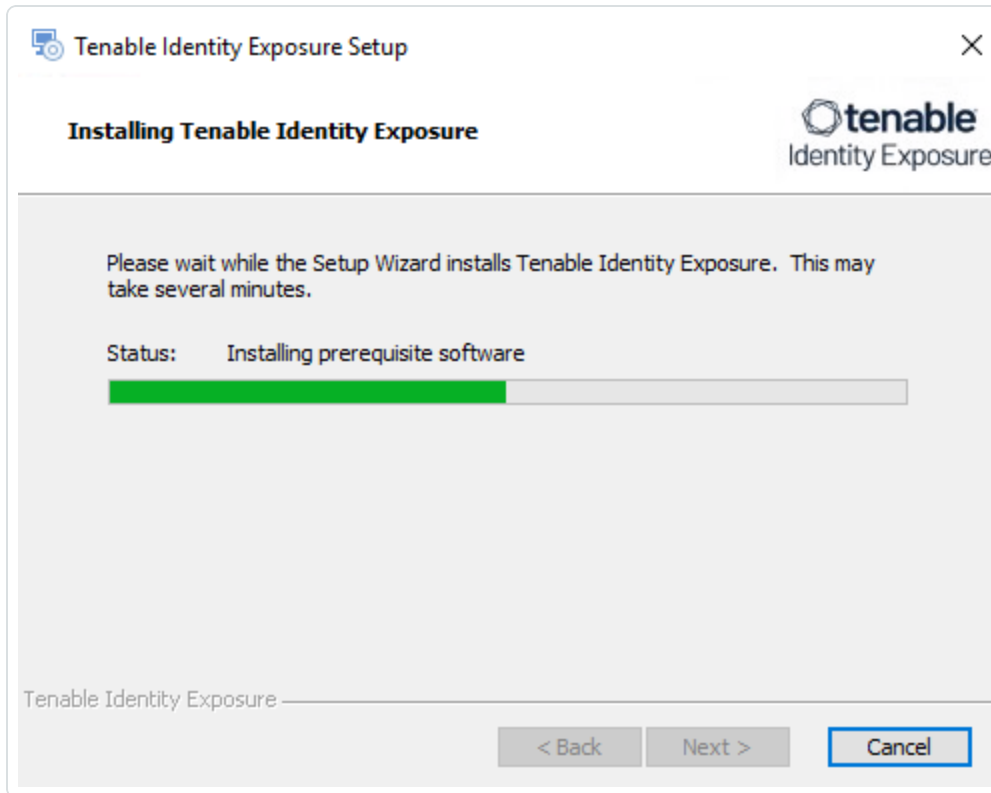 Tenable Identity Exposure Setup
Installing Tenable Identity Exposure
tenable
Identity Exposure
Please wait while the Setup Wizard installs Tenable Identity Exposure.  This may
take several minutes.
Status: Installing prerequisite software
Tenable Identity Exposure
< Back Next > Cancel